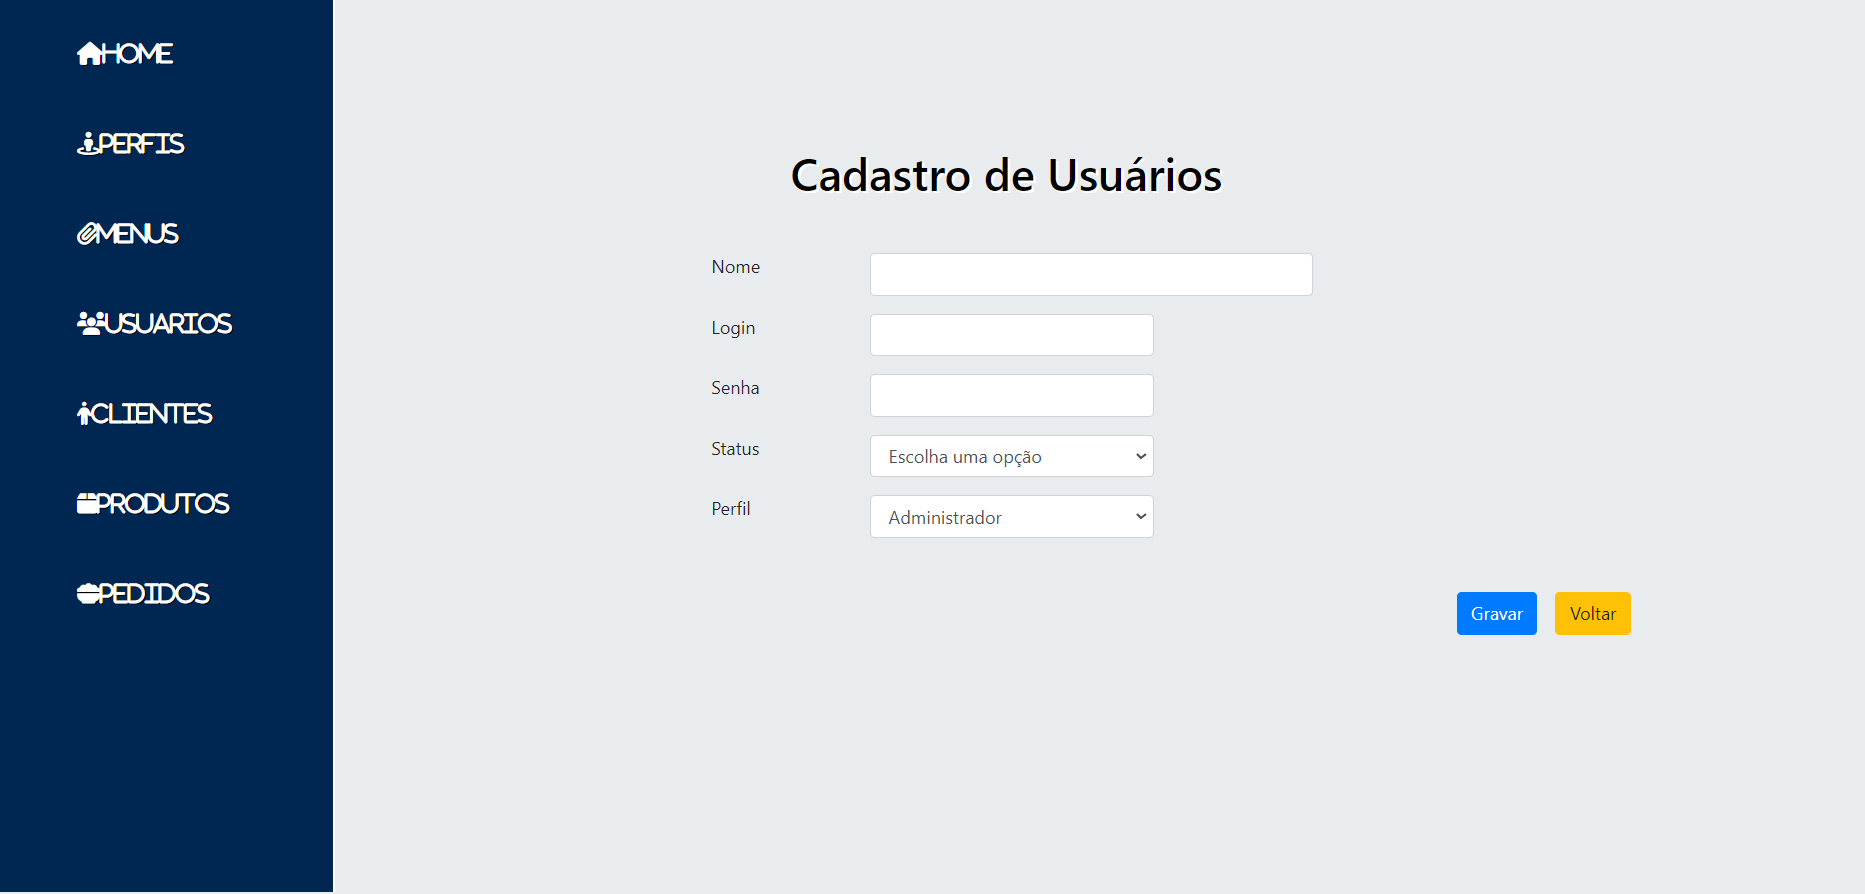 HOME
PERFIS
MENUS
USUARIOS
CLIENTES
PRODUTOS
PEDIDOS
Cadastro de Usuários
Nome
Login
Senha
Status Escolha uma opção
Perfil Administrador
Gravar Voltar